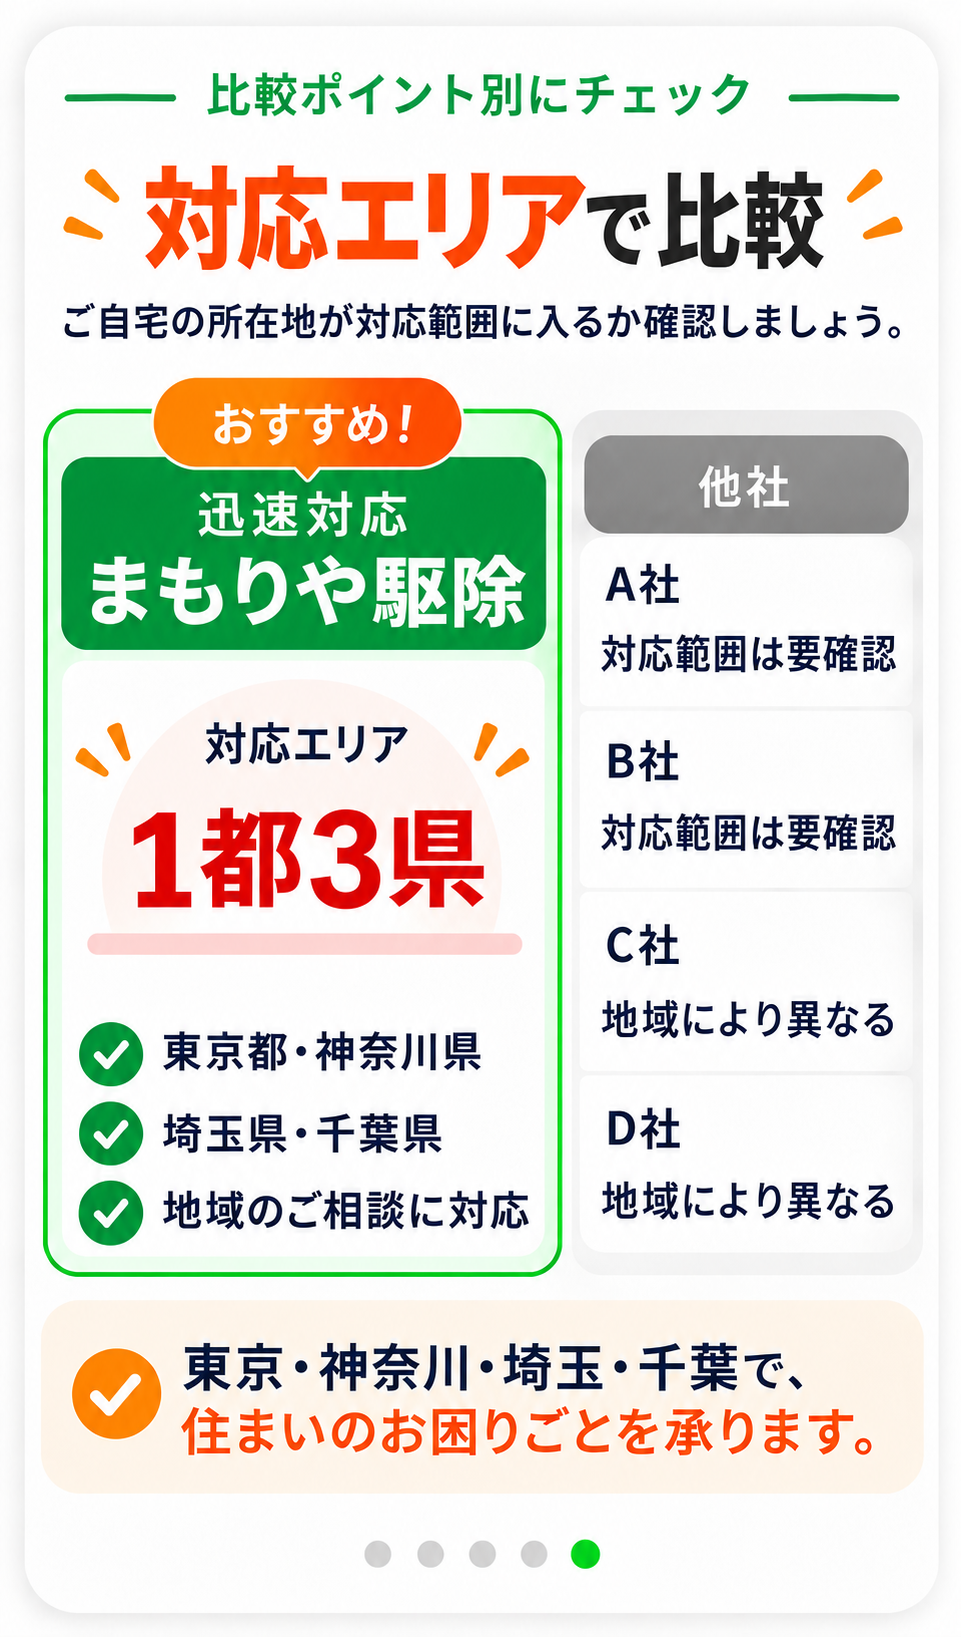 比較ポイント別にチェック
対応エリアで比較
ご自宅の所在地が対応範囲に入るか確認しましょう。
おすすめ!
迅速対応
まもりや駆除
対応エリア
1都3県
東京都・神奈川県
埼玉県・千葉県
地域のご相談に対応
他社
A社
対応範囲は要確認
B社
対応範囲は要確認
C社
地域により異なる
D社
地域により異なる
東京・神奈川・埼玉・千葉で、
住まいのお困りごとを承ります。